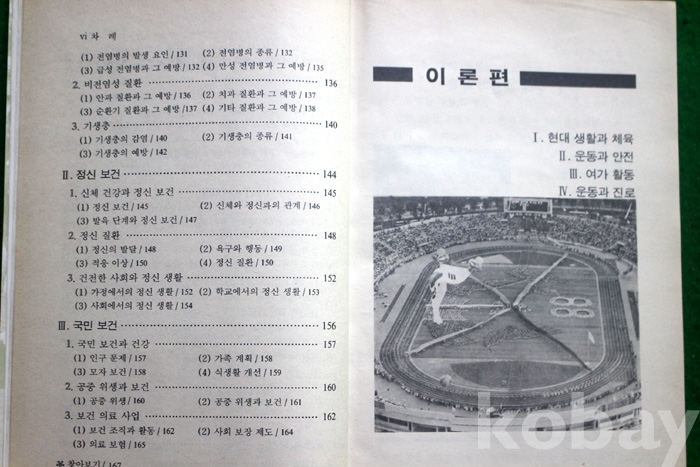 vi 차 례
(1) 전염병의 발생 요인 / 131 (2) 전염병의 종류 / 132
(3) 급성 전염병과 그 예방 / 132 (4) 만성 전염병과 그 예방 / 135
2. 비전염성 질환 136
(1) 안과 질환과 그 예방 / 136 (2) 치과 질환과 그 예방 / 137
(3) 순환기 질환과 그 예방 / 137 (4) 기타 질환과 그 예방 / 138
3. 기생충 140
(1) 기생충의 감염 / 140 (2) 기생충의 종류 / 141
(3) 기생충의 예방 / 142
Ⅱ. 정신 보건 144
1. 신체 건강과 정신 보건 145
(1) 정신 보건 / 145 (2) 신체와 정신과의 관계 / 146
(3) 발육 단계와 정신 보건 / 147
2. 정신 질환 148
(1) 정신의 발달 / 148 (2) 욕구와 행동 / 149
(3) 적응 이상 / 150 (4) 정신 질환 / 150
3. 건전한 사회와 정신 생활 152
(1) 가정에서의 정신 생활 / 152 (2) 학교에서의 정신 생활 / 153
(3) 사회에서의 정신 생활 / 154
Ⅲ. 국민 보건 156
1. 국민 보건과 건강 157
(1) 인구 문제 / 157 (2) 가족 계획 / 158
(3) 모자 보건 / 158 (4) 식생활 개선 / 159
2. 공중 위생과 보건 160
(1) 공중 위생 / 160 (2) 공중 위생과 보건 / 161
3. 보건 의료 사업 162
(1) 보건 조직과 활동 / 162 (2) 사회 보장 제도 / 164
(3) 의료 보험 / 165
※ 찾아보기 / 167
이 론 편
Ⅰ. 현대 생활과 체육
Ⅱ. 운동과 안전
Ⅲ. 여가 활동
Ⅳ. 운동과 진로
88
kobay